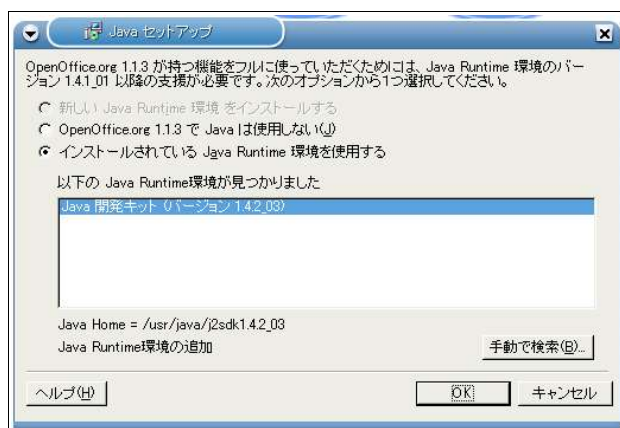 Java セットアップ
OpenOffice.org 1.1.3 が持つ機能をフルに使っていただくためには、Java Runtime 環境のバー
ジョン 1.4.1_01 以降の支援が必要です。次のオプションから1つ選択してください。
新しい Java Runtime 環境 をインストールする
OpenOffice.org 1.1.3 で Java は使用しない(J)
インストールされている Java Runtime 環境を使用する
以下の Java Runtime環境が見つかりました
Java 開発キット (バージョン 1.4.2_03)
Java Home = /usr/java/j2sdk1.4.2_03
Java Runtime環境の追加
手動で検索(B)...
ヘルプ(H)
OK
キャンセル